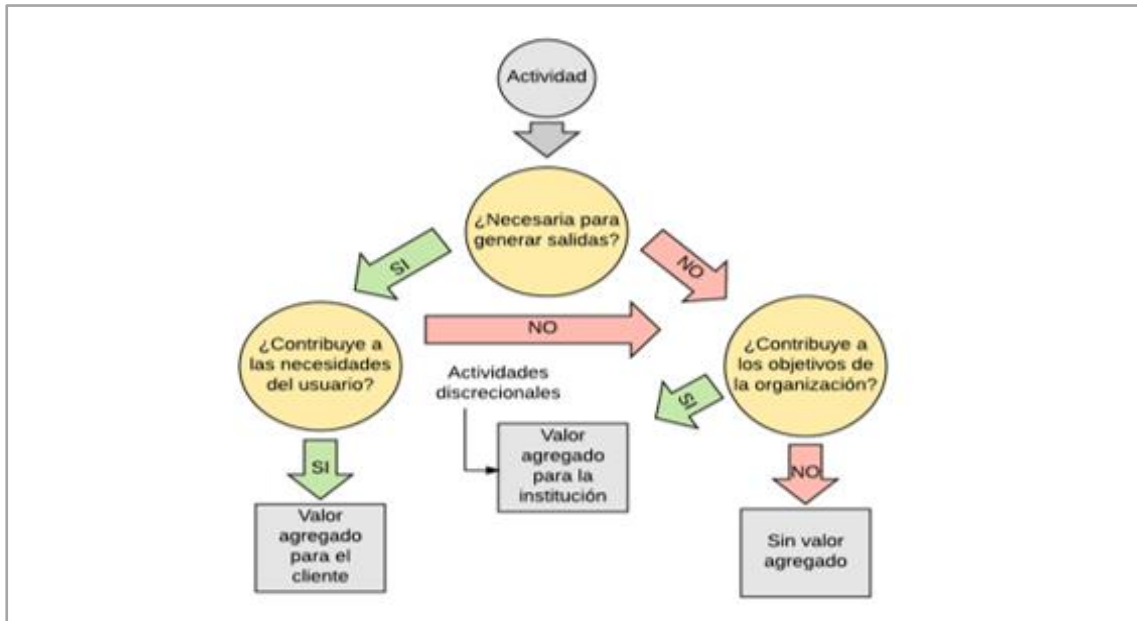 Actividad
¿Necesaria para
generar salidas?
SI
NO
¿Contribuye a
las necesidades
del usuario?
NO
¿Contribuye a
los objetivos de
la organización?
Actividades
discrecionales
SI
SI
Valor
agregado
para la
institución
NO
Valor
agregado
para el
cliente
Sin valor
agregado